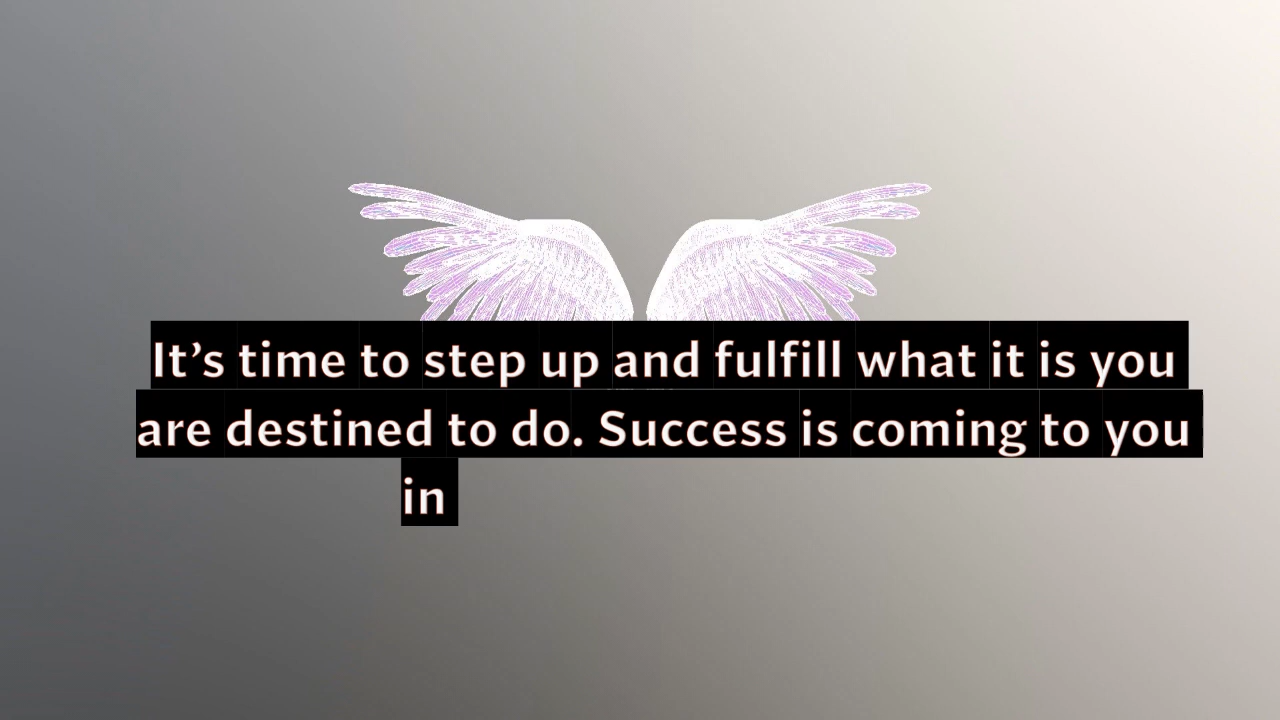 It’s time to step up and fulfill what it is you
are destined to do. Success is coming to you
in